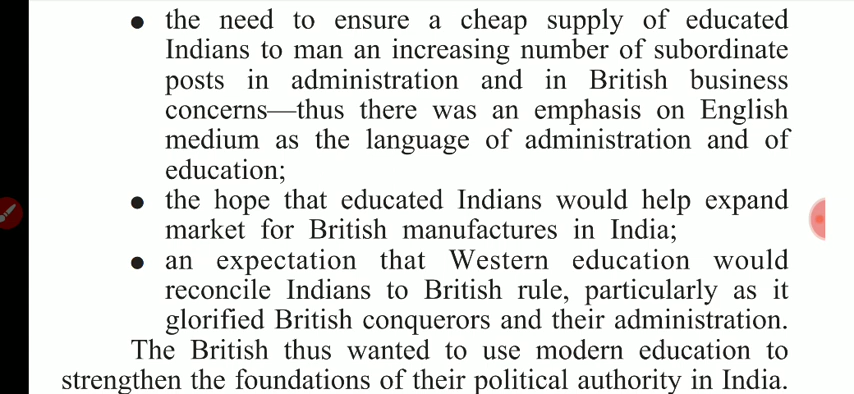 ● the need to ensure a cheap supply of educated
Indians to man an increasing number of subordinate
posts in administration and in British business
concerns—thus there was an emphasis on English
medium as the language of administration and of
education;
● the hope that educated Indians would help expand
market for British manufactures in India;
● an expectation that Western education would
reconcile Indians to British rule, particularly as it
glorified British conquerors and their administration.
The British thus wanted to use modern education to
strengthen the foundations of their political authority in India.